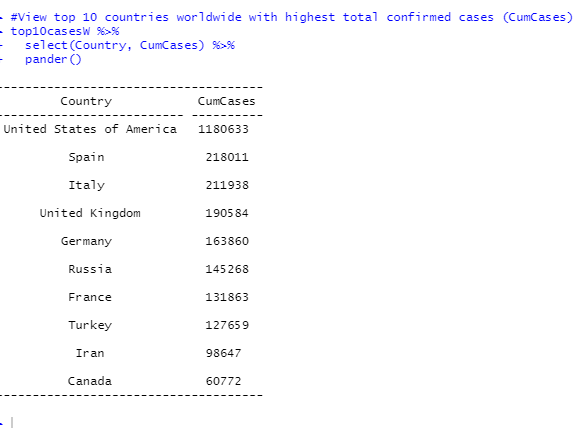 > #View top 10 countries worldwide with highest total confirmed cases (CumCases)
> top10casesW %>%
+   select(Country, CumCases) %>%
+   pander()
-------------------------------------
Country CumCases
-------------------------- ----------
United States of America 1180633
Spain 218011
Italy 211938
United Kingdom 190584
Germany 163860
Russia 145268
France 131863
Turkey 127659
Iran 98647
Canada 60772
-------------------------------------
>